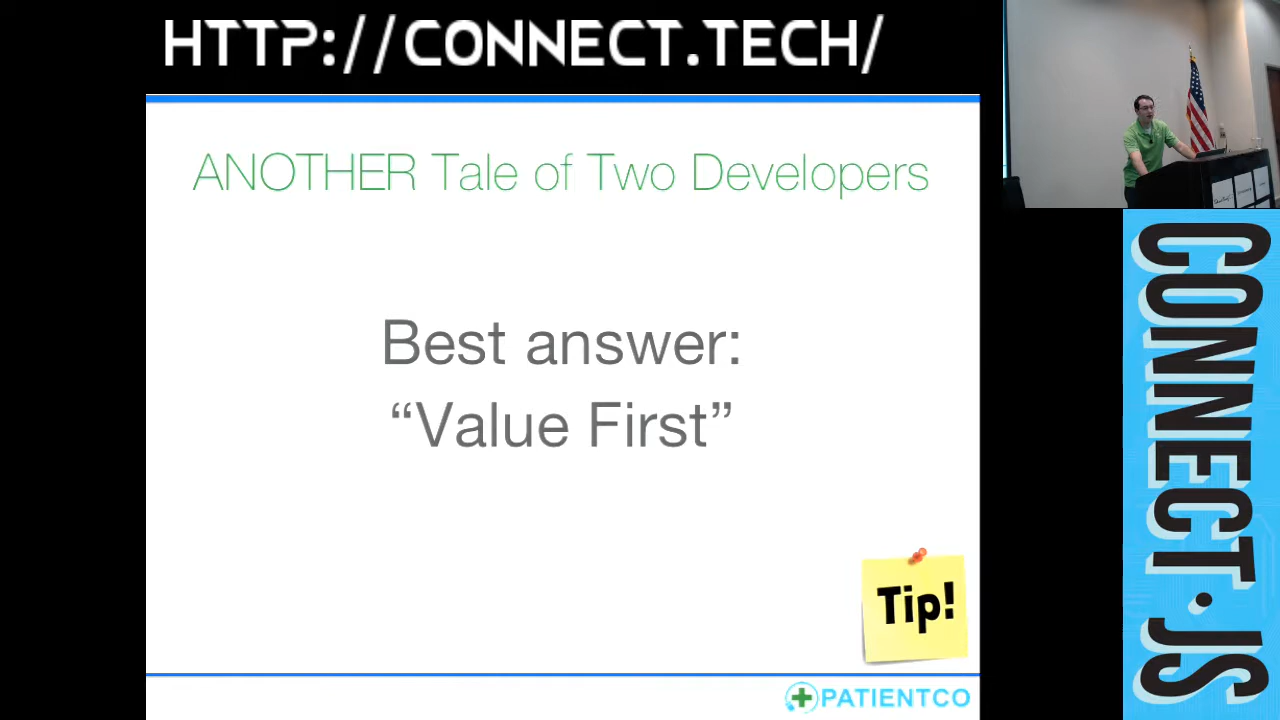 HTTP://CONNECT.TECH/
ANOTHER Tale of Two Developers
Best answer:
“Value First”
Tip!
PATIENTCO
CONNECT.JS